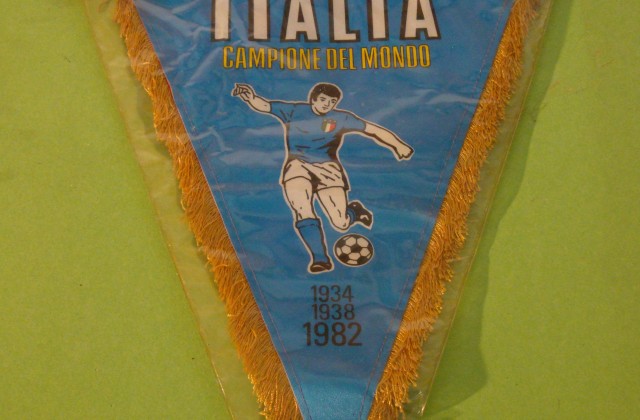 ITALIA
CAMPIONE DEL MONDO
1934
1938
1982